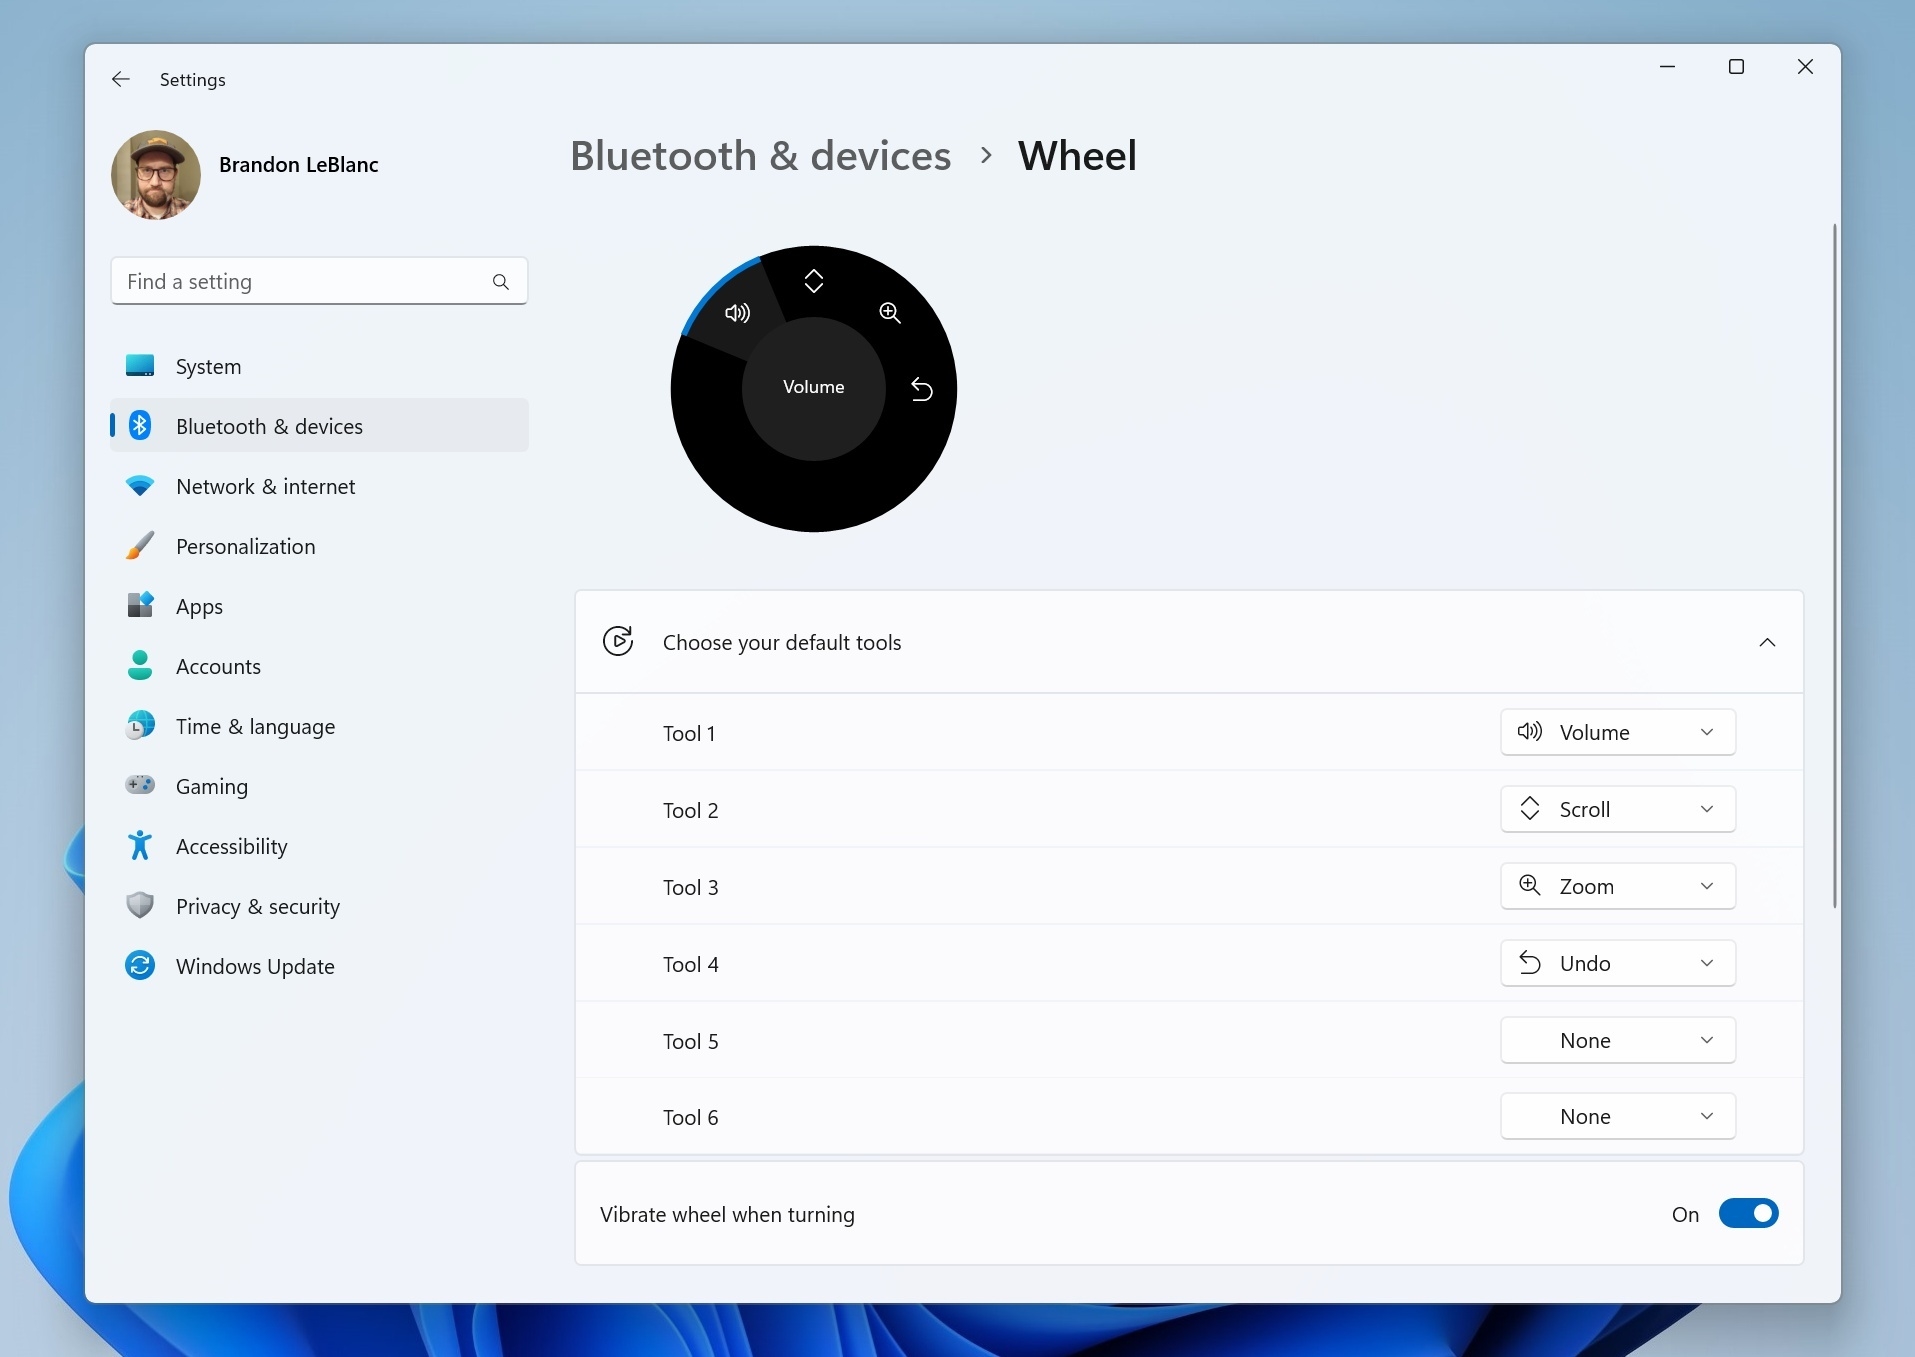 Settings
Brandon LeBlanc
Find a setting
System
Bluetooth & devices
Network & internet
Personalization
Apps
Accounts
Time & language
Gaming
Accessibility
Privacy & security
Windows Update
Bluetooth & devices › Wheel
Volume
Choose your default tools
Tool 1 Volume
Tool 2 Scroll
Tool 3 Zoom
Tool 4 Undo
Tool 5 None
Tool 6 None
Vibrate wheel when turning On